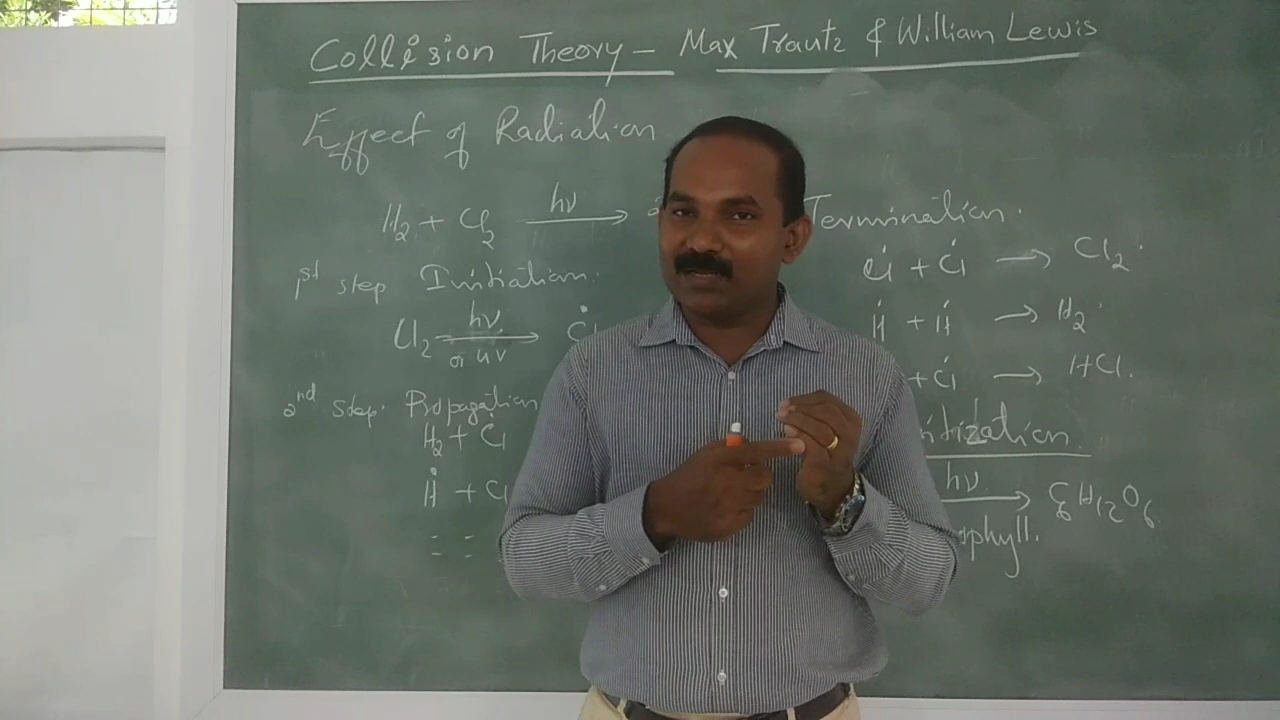 Collision Theory – Max Trautz & William Lewis
Effect of Radiation
H₂ + Cl₂ —hν→
1st step Initiation.
Cl₂ —hν or uv→ Ċl
2nd step. Propagation
H₂ + Ċl
Ḣ + Cl
Termination.
Ċl + Ċl → Cl₂.
Ḣ + Ḣ → H₂.
+ Ċl → HCl.
hν → C₆H₁₂O₆